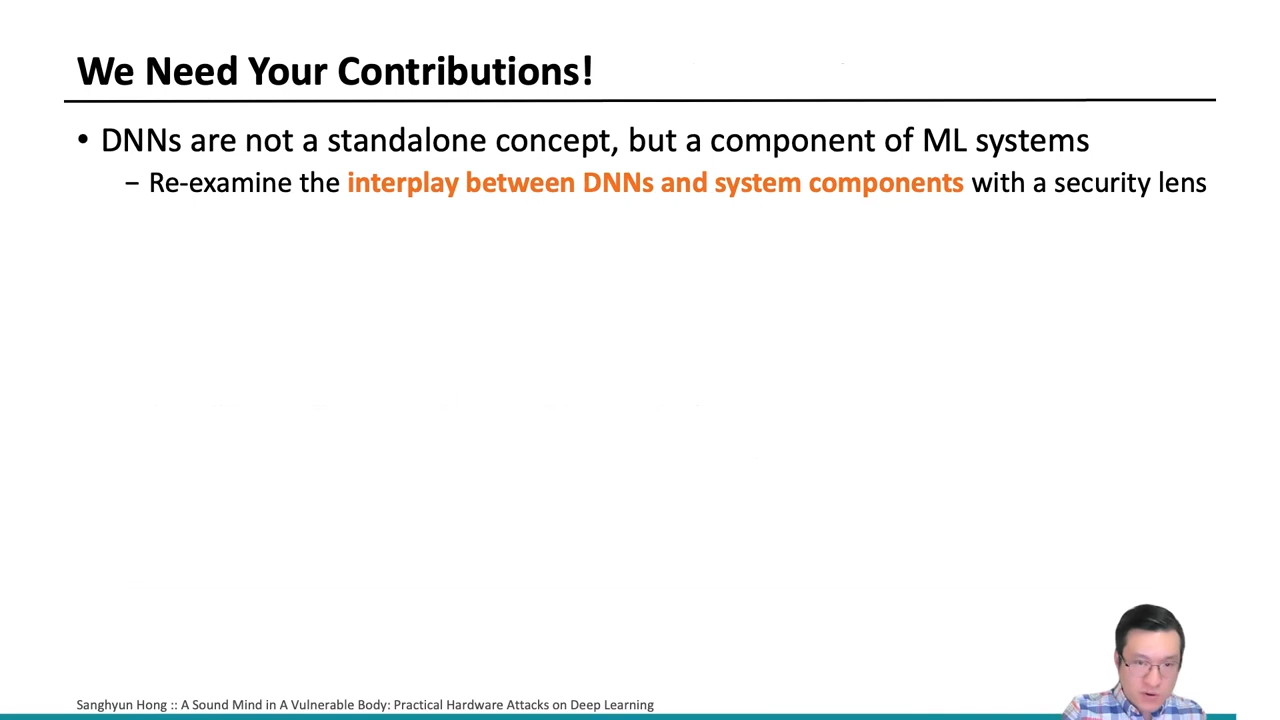 We Need Your Contributions!
• DNNs are not a standalone concept, but a component of ML systems
– Re-examine the interplay between DNNs and system components with a security lens
Sanghyun Hong :: A Sound Mind in A Vulnerable Body: Practical Hardware Attacks on Deep Learning